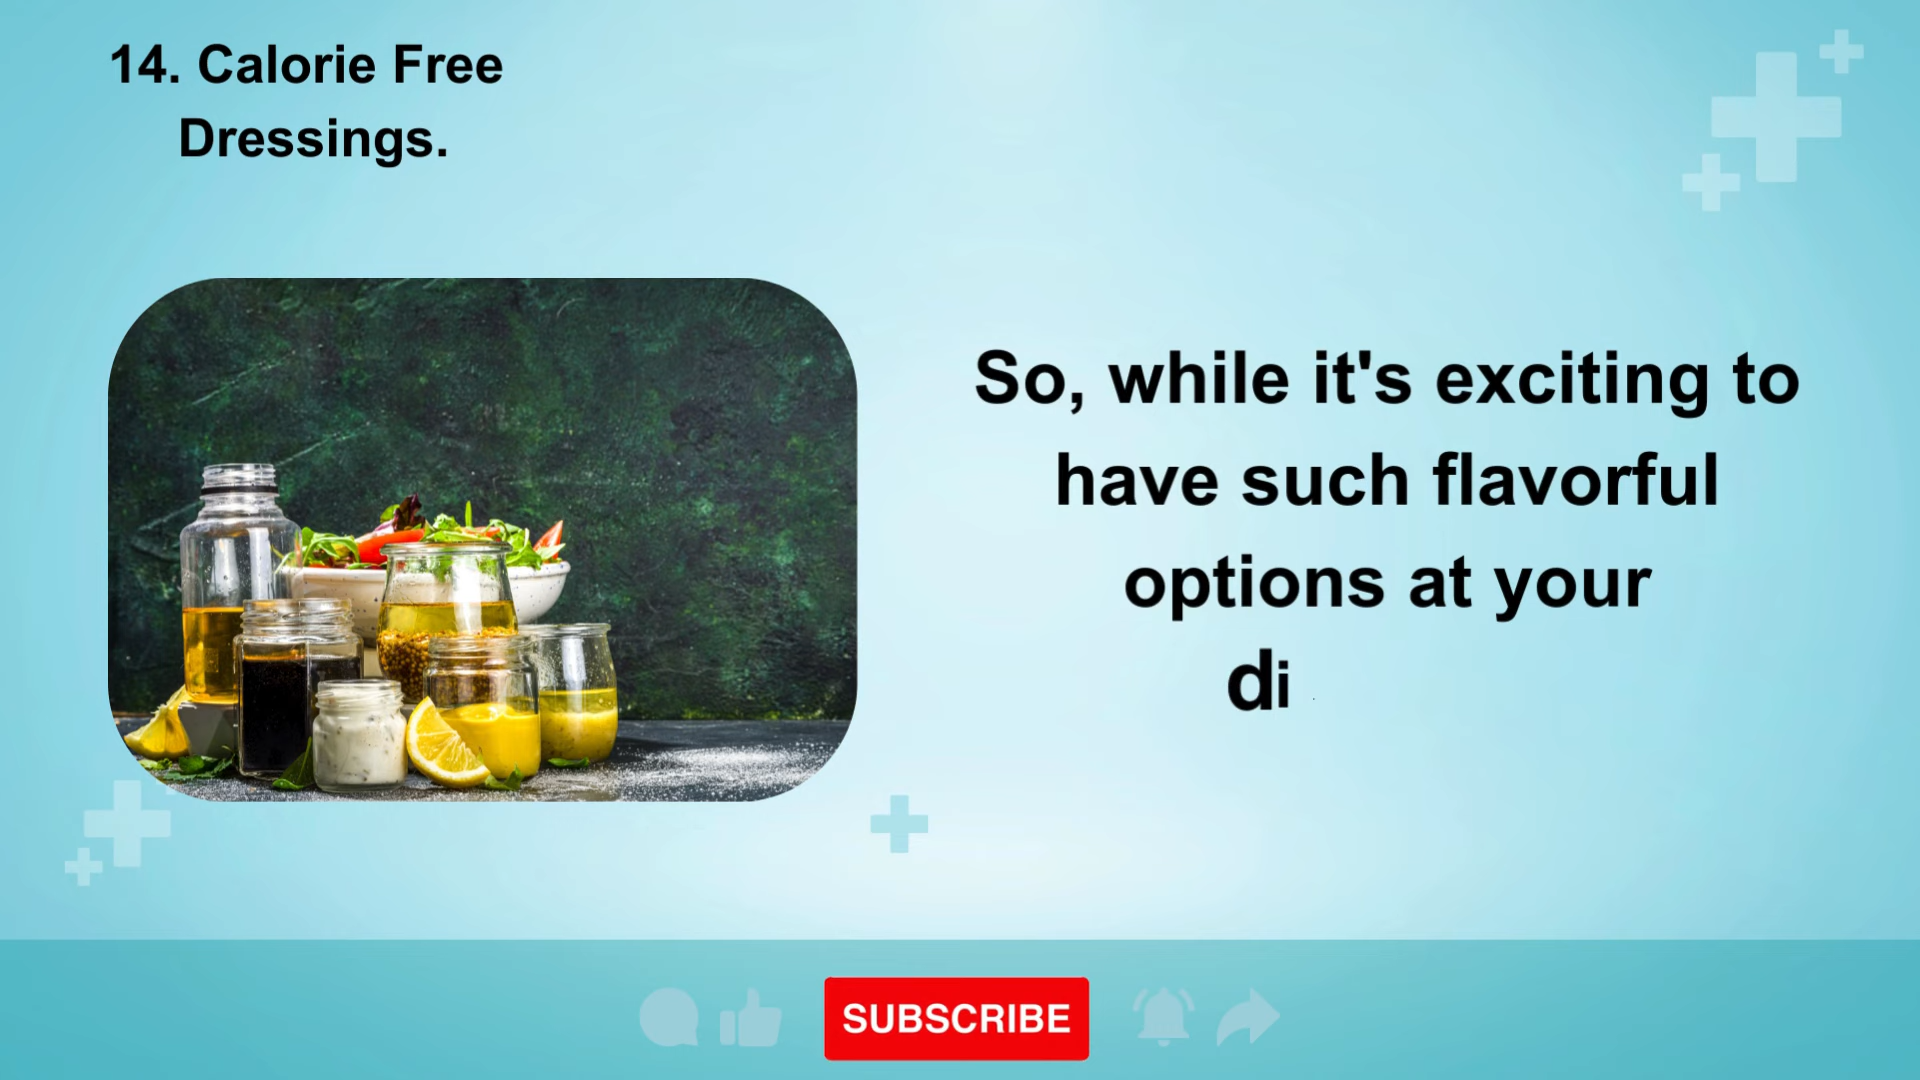 14. Calorie Free
Dressings.
So, while it's exciting to
have such flavorful
options at your
di
SUBSCRIBE